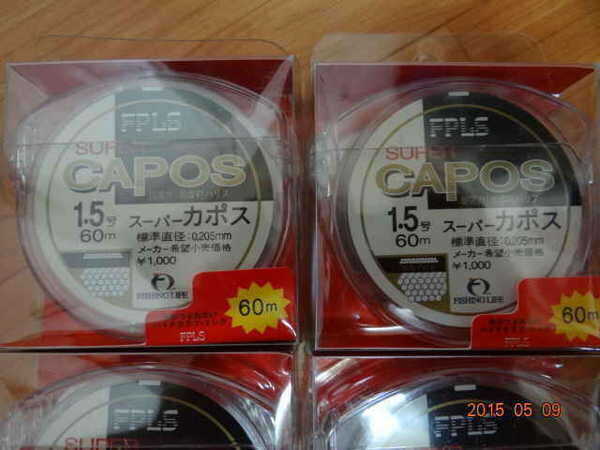 FPLS
SUPER
CAPOS
1.5号
60m
スーパーカポス
標準直径:0.205mm
メーカー希望小売価格
¥1,000
FISHING LIFE
60m
FPLS
FPLS
SUPER
CAPOS
1.5号
60m
スーパーカポス
標準直径:0.205mm
メーカー希望小売価格
¥1,000
FISHING LIFE
60m
FPLS
FPLS
SUPER
FPLS
2015 05 09